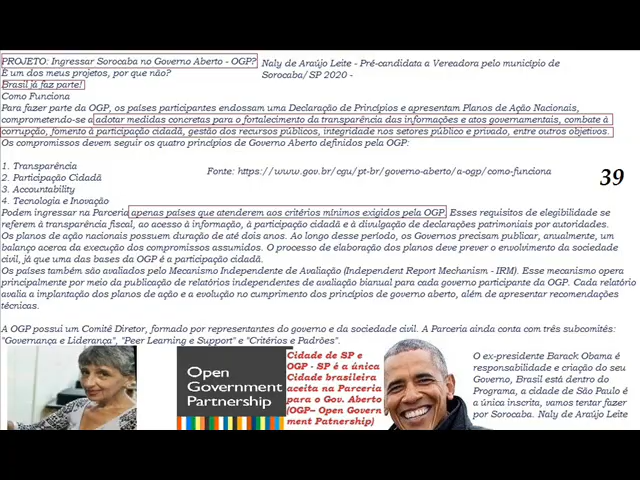 PROJETO: Ingressar Sorocaba no Governo Aberto - OGP?
Naly de Araújo Leite - Pré-candidata a Vereadora pelo município de
Sorocaba/SP 2020 -
É um dos meus projetos, por que não?
Brasil já faz parte!
Como Funciona
Para fazer parte da OGP, os países participantes endossam uma Declaração de Princípios e apresentam Planos de Ação Nacionais,
comprometendo-se a adotar medidas concretas para o fortalecimento da transparência das informações e atos governamentais, combate à
corrupção, fomento à participação cidadã, gestão dos recursos públicos, integridade nos setores público e privado, entre outros objetivos.
Os compromissos devem seguir os quatro princípios de Governo Aberto definidos pela OGP:
1. Transparência
2. Participação Cidadã
3. Accountability
4. Tecnologia e Inovação
Fonte: https://www.gov.br/cgu/pt-br/governo-aberto/a-ogp/como-funciona
39
Podem ingressar na Parceria apenas países que atenderem aos critérios mínimos exigidos pela OGP. Esses requisitos de elegibilidade se
referem à transparência fiscal, ao acesso à informação, à participação cidadã e à divulgação de declarações patrimoniais por autoridades.
Os planos de ação nacionais possuem duração de até dois anos. Ao longo desse período, os Governos precisam publicar, anualmente, um
balanço acerca da execução dos compromissos assumidos. O processo de elaboração dos planos deve prever o envolvimento da sociedade
civil, já que uma das bases da OGP é a participação cidadã.
Os países também são avaliados pelo Mecanismo Independente de Avaliação (Independent Report Mechanism - IRM). Esse mecanismo opera
principalmente por meio da publicação de relatórios independentes de avaliação bianual para cada governo participante da OGP. Cada relatório
avalia a implantação dos planos de ação e a evolução no cumprimento dos princípios de governo aberto, além de apresentar recomendações
técnicas.
A OGP possui um Comitê Diretor, formado por representantes do governo e da sociedade civil. A Parceria ainda conta com três subcomitês:
"Governança e Liderança", "Peer Learning e Support" e "Critérios e Padrões".
Open
Government
Partnership
Cidade de SP e
OGP - SP é a única
Cidade brasileira
aceita na Parceria
para o Gov. Aberto
(OGP– Open Govern
ment Patnership)
O ex-presidente Barack Obama é
responsabilidade e criação do seu
Governo, Brasil está dentro do
Programa, a cidade de São Paulo é
a única inscrita, vamos tentar fazer
por Sorocaba. Naly de Araújo Leite